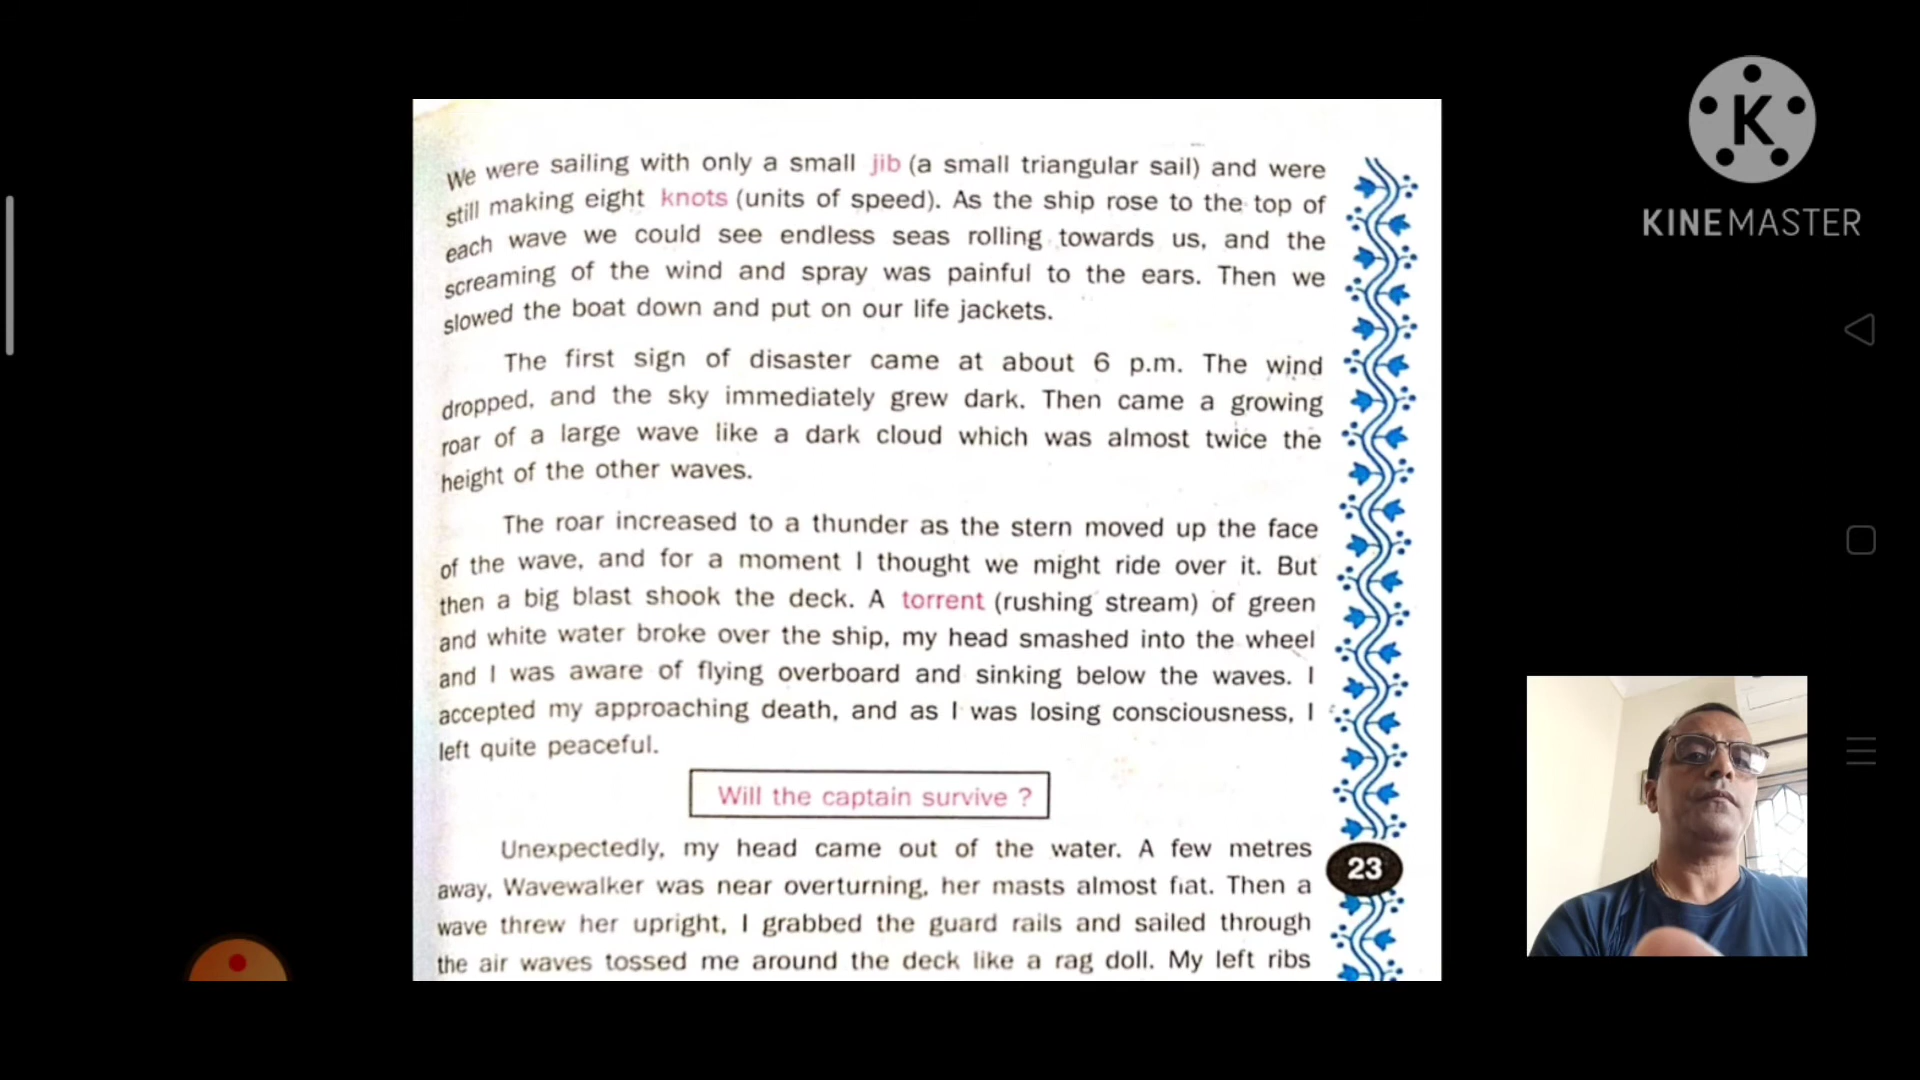 We were sailing with only a small jib (a small triangular sail) and were
still making eight knots (units of speed). As the ship rose to the top of
each wave we could see endless seas rolling towards us, and the
screaming of the wind and spray was painful to the ears. Then we
slowed the boat down and put on our life jackets.
The first sign of disaster came at about 6 p.m. The wind
dropped, and the sky immediately grew dark. Then came a growing
roar of a large wave like a dark cloud which was almost twice the
height of the other waves.
The roar increased to a thunder as the stern moved up the face
of the wave, and for a moment I thought we might ride over it. But
then a big blast shook the deck. A torrent (rushing stream) of green
and white water broke over the ship, my head smashed into the wheel
and I was aware of flying overboard and sinking below the waves. I
accepted my approaching death, and as I was losing consciousness, I
left quite peaceful.
Will the captain survive ?
Unexpectedly, my head came out of the water. A few metres
away, Wavewalker was near overturning, her masts almost flat. Then a
wave threw her upright, I grabbed the guard rails and sailed through
the air waves tossed me around the deck like a rag doll. My left ribs
23
K
KINEMASTER